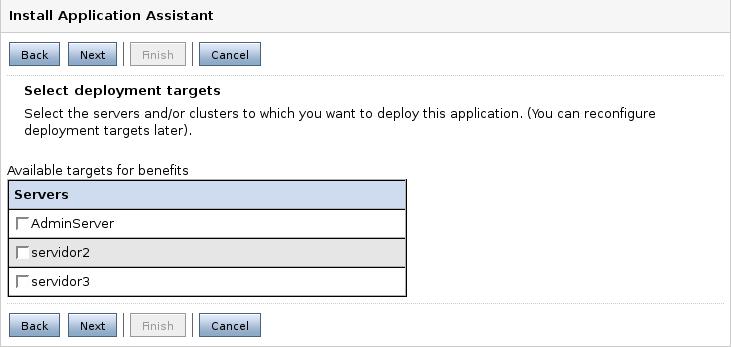 Install Application Assistant
Back Next Finish Cancel
Select deployment targets
Select the servers and/or clusters to which you want to deploy this application. (You can reconfigure
deployment targets later).
Available targets for benefits
Servers
AdminServer
servidor2
servidor3
Back Next Finish Cancel